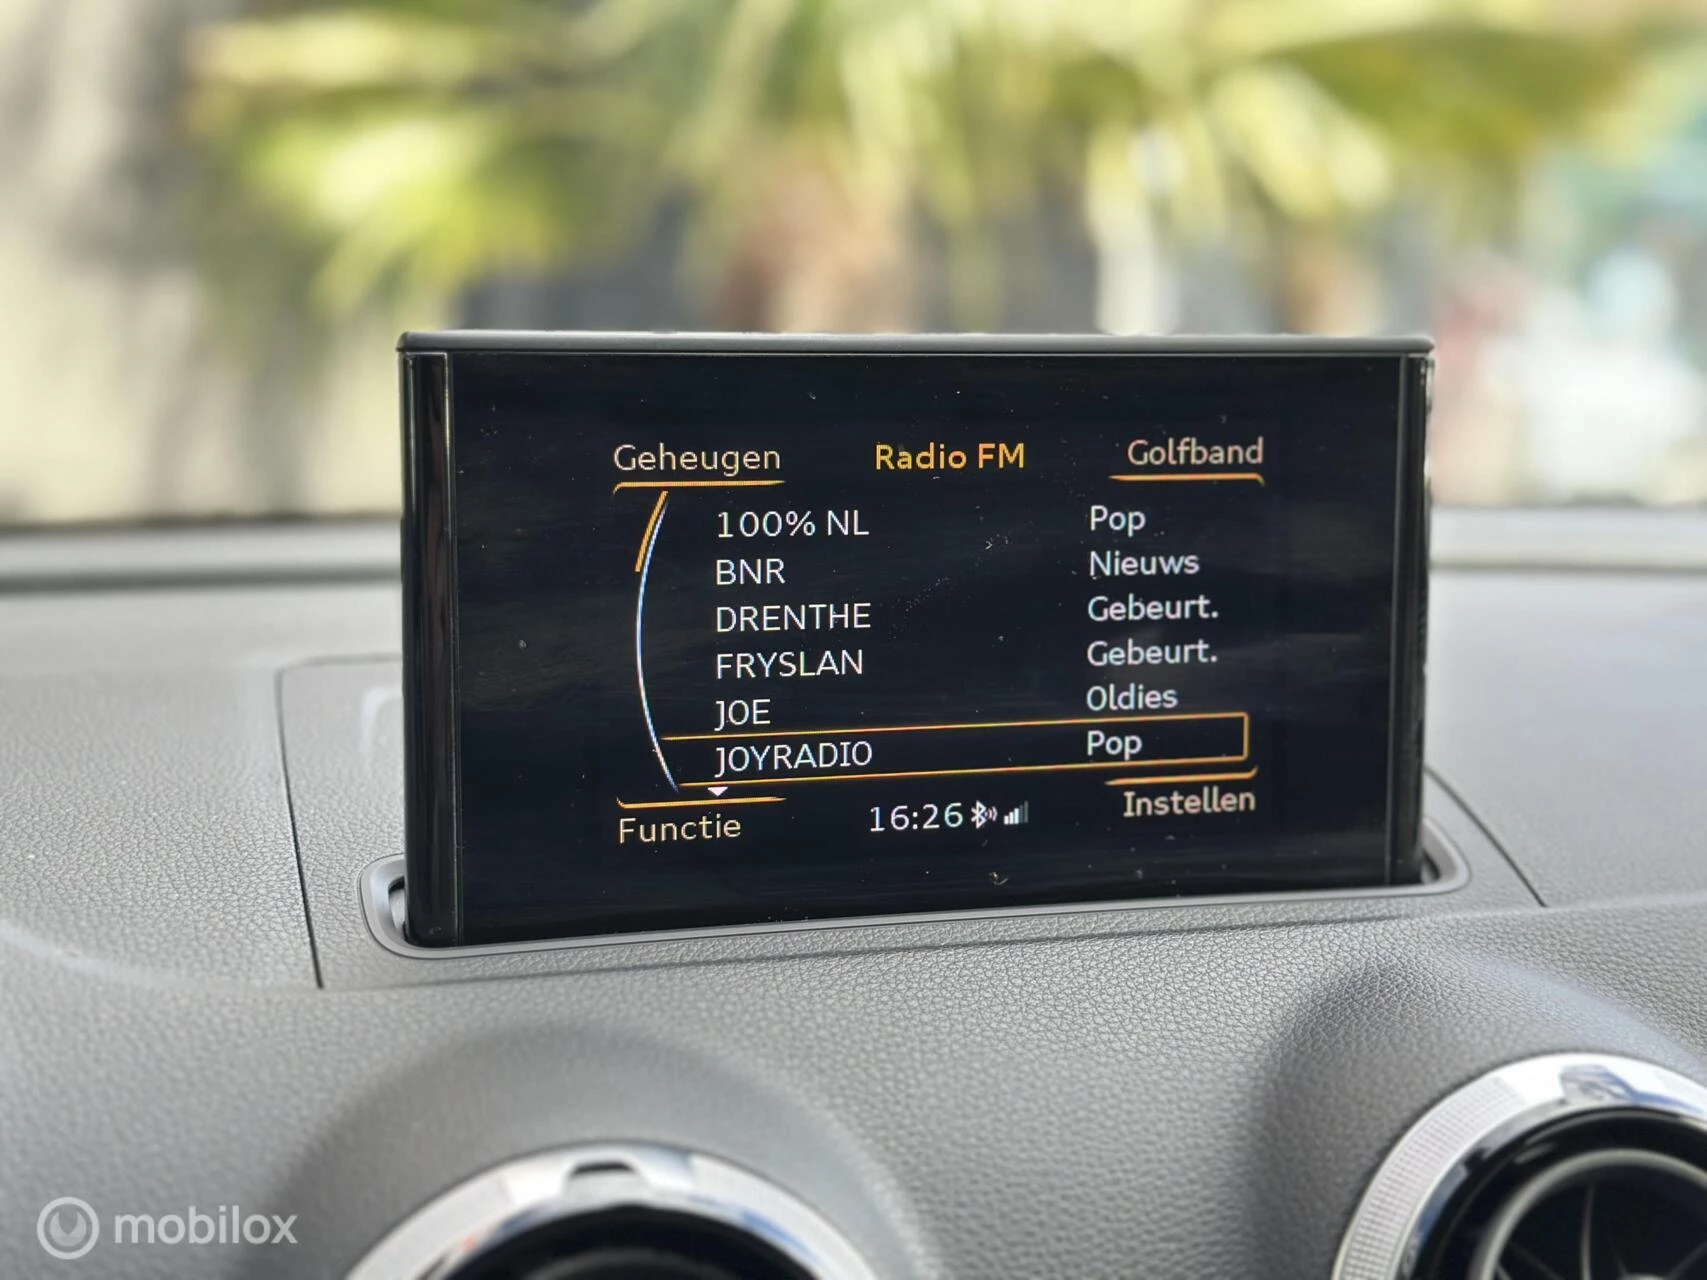 Geheugen Radio FM Golfband
100% NL Pop
BNR Nieuws
DRENTHE Gebeurt.
FRYSLAN Gebeurt.
JOE Oldies
JOYRADIO Pop
Functie 16:26 Instellen
mobilox